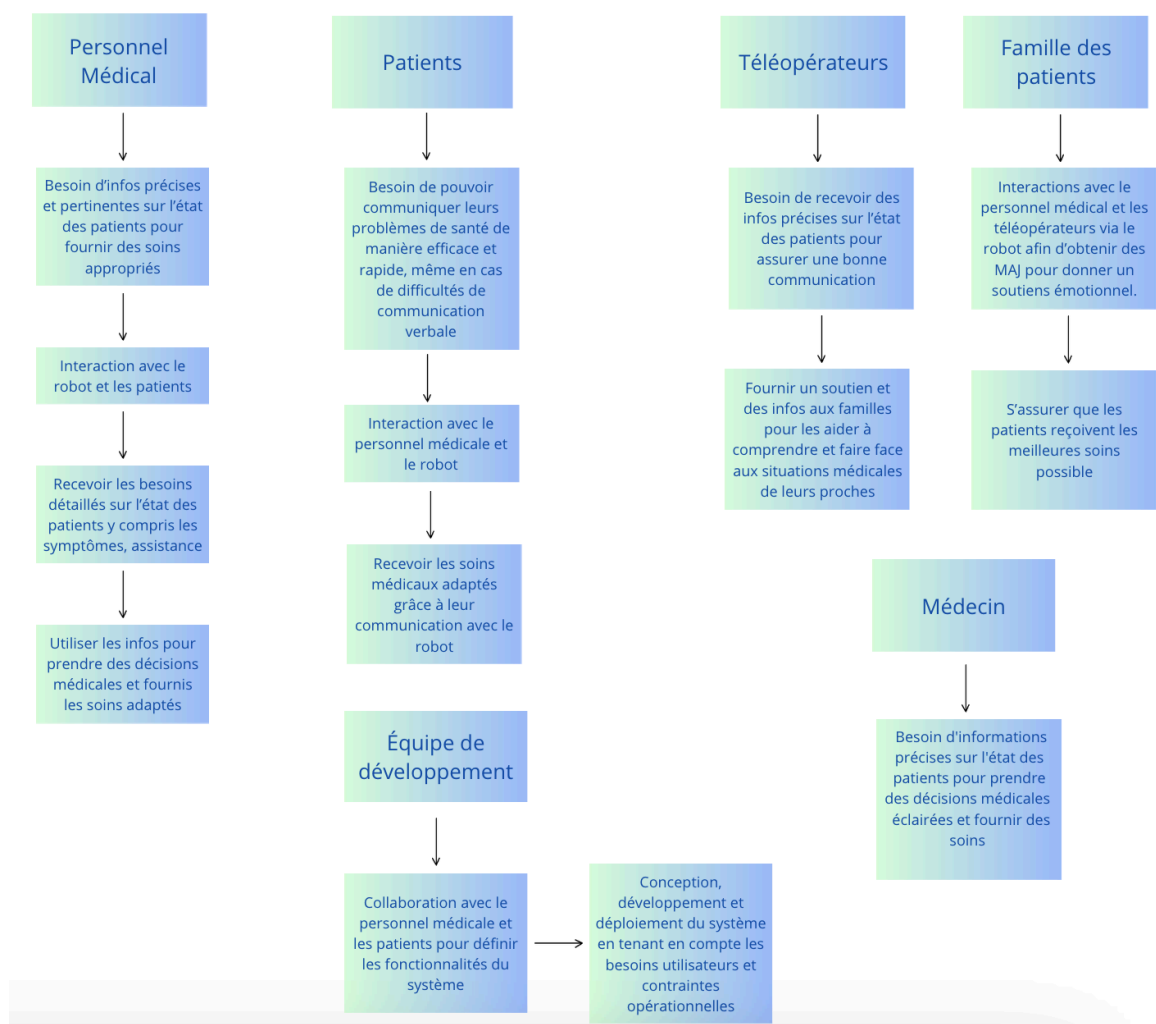 Personnel
Médical
Besoin d’infos précises
et pertinentes sur l’état
des patients pour
fournir des soins
appropriés
Interaction avec le
robot et les patients
Recevoir les besoins
détaillés sur l’état des
patients y compris les
symptômes, assistance
Utiliser les infos pour
prendre des décisions
médicales et fournis
les soins adaptés
Patients
Besoin de pouvoir
communiquer leurs
problèmes de santé de
manière efficace et
rapide, même en cas
de difficultés de
communication
verbale
Interaction avec le
personnel médicale et
le robot
Recevoir les soins
médicaux adaptés
grâce à leur
communication avec le
robot
Équipe de
développement
Collaboration avec le
personnel médicale et
les patients pour définir
les fonctionnalités du
système
Conception,
développement et
déploiement du système
en tenant en compte les
besoins utilisateurs et
contraintes
opérationnelles
Téléopérateurs
Besoin de recevoir des
infos précises sur l’état
des patients pour
assurer une bonne
communication
Fournir un soutien et
des infos aux familles
pour les aider à
comprendre et faire face
aux situations médicales
de leurs proches
Famille des
patients
Interactions avec le
personnel médical et les
téléopérateurs via le
robot afin d’obtenir des
MAJ pour donner un
soutiens émotionnel.
S’assurer que les
patients reçoivent les
meilleures soins
possible
Médecin
Besoin d'informations
précises sur l'état des
patients pour prendre
des décisions médicales
éclairées et fournir des
soins